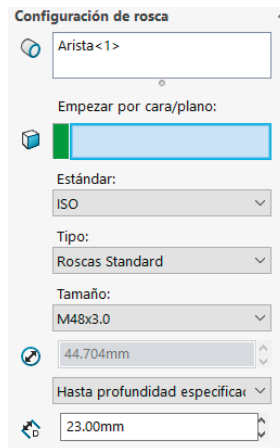 Configuración de rosca
Arista<1>
Empezar por cara/plano:
Estándar:
ISO
Tipo:
Roscas Standard
Tamaño:
M48x3.0
44.704mm
Hasta profundidad especificac
23.00mm